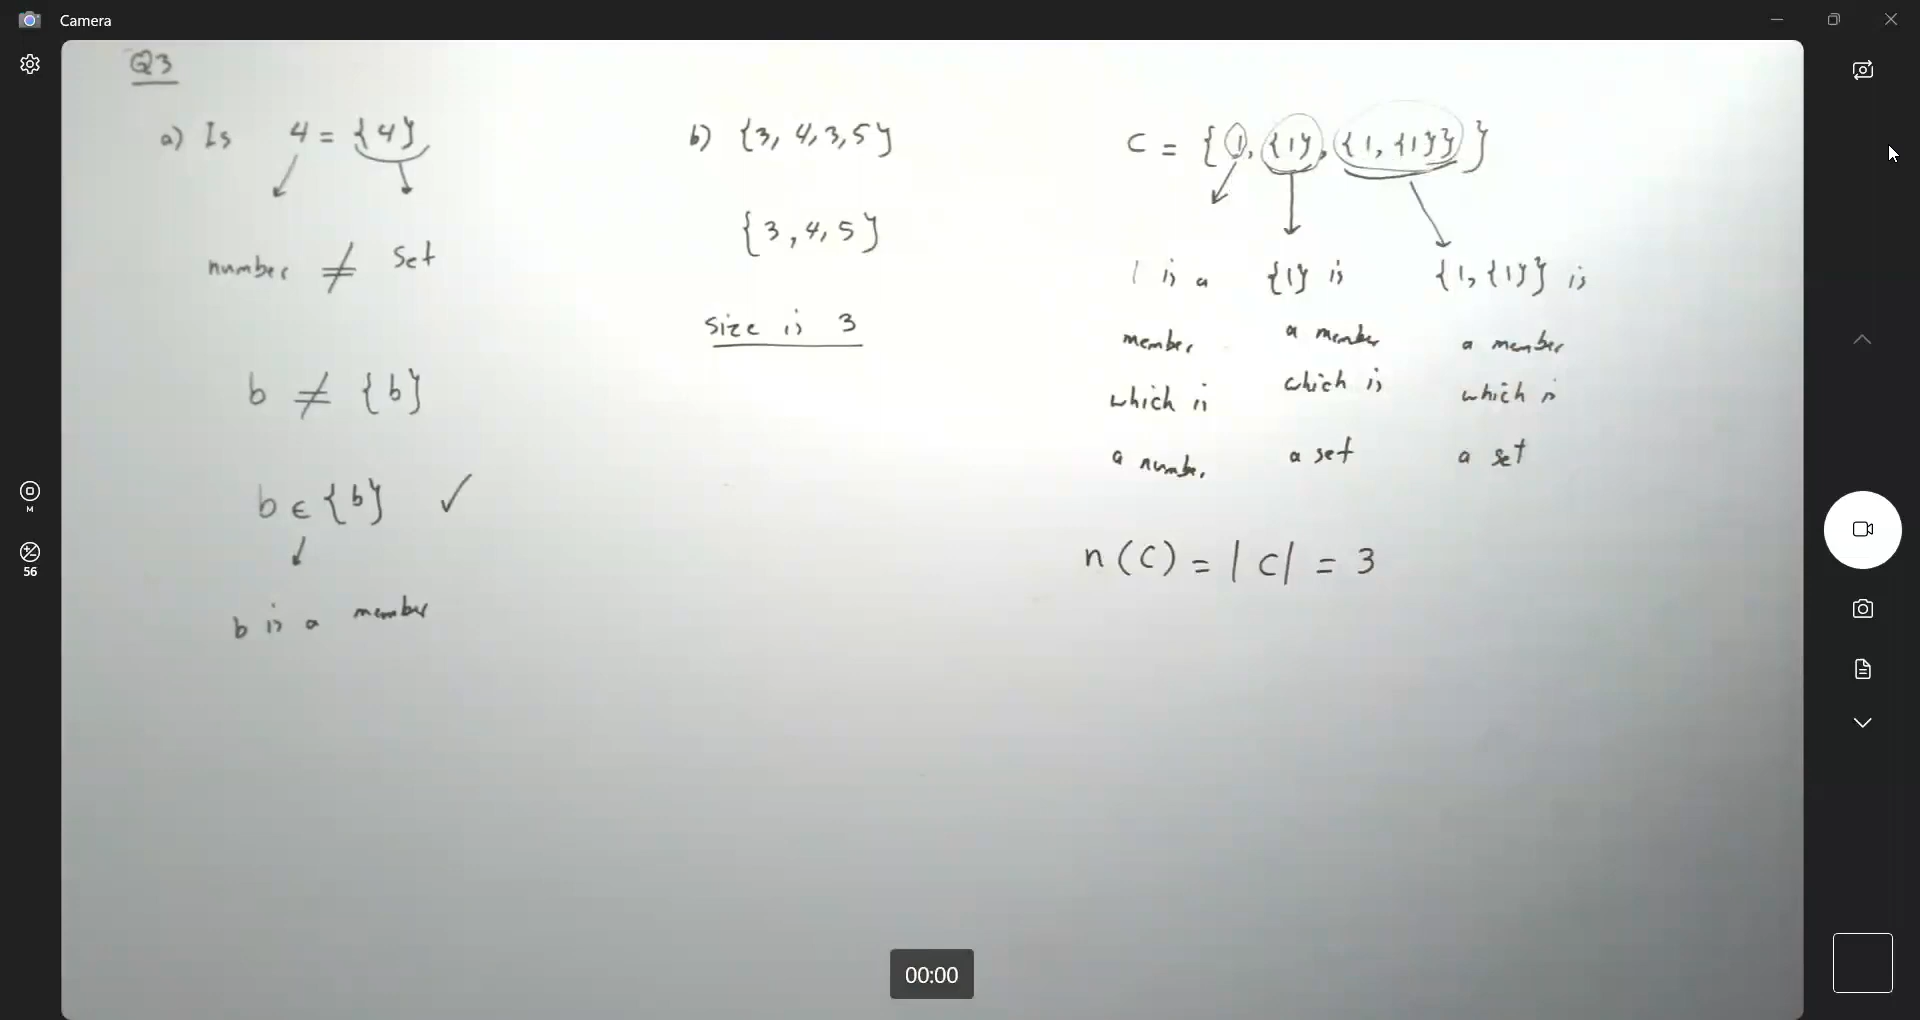 Camera
Q3
a) Is 4 = {4}
number ≠ Set
b ≠ {b}
b ∈ {b} ✓
b is a member
b) {3, 4, 3, 5}
{3, 4, 5}
size is 3
C = {1, {1}, {1, {1}}}
1 is a
member
which is
a number
{1} is
a member
which is
a set
{1, {1}} is
a member
which is
a set
n(C) = |C| = 3
M
56
00:00